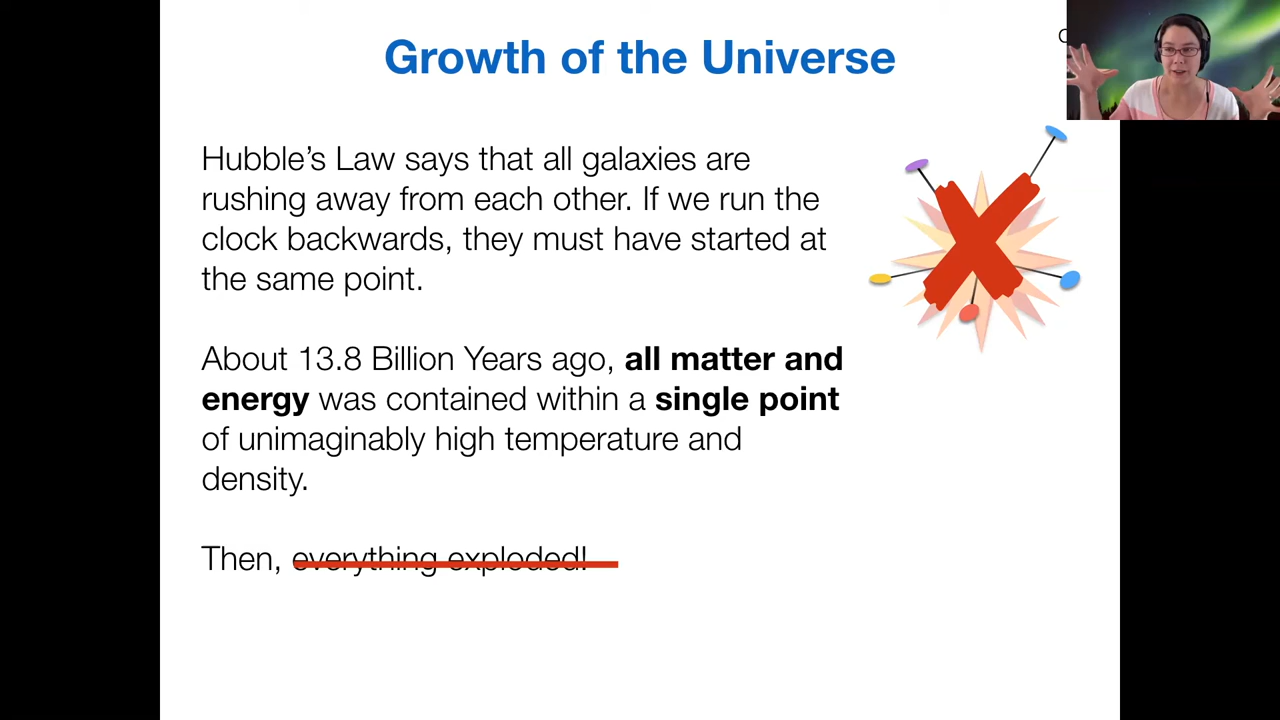 Growth of the Universe
Hubble's Law says that all galaxies are
rushing away from each other. If we run the
clock backwards, they must have started at
the same point.
About 13.8 Billion Years ago, all matter and
energy was contained within a single point
of unimaginably high temperature and
density.
Then, everything exploded!